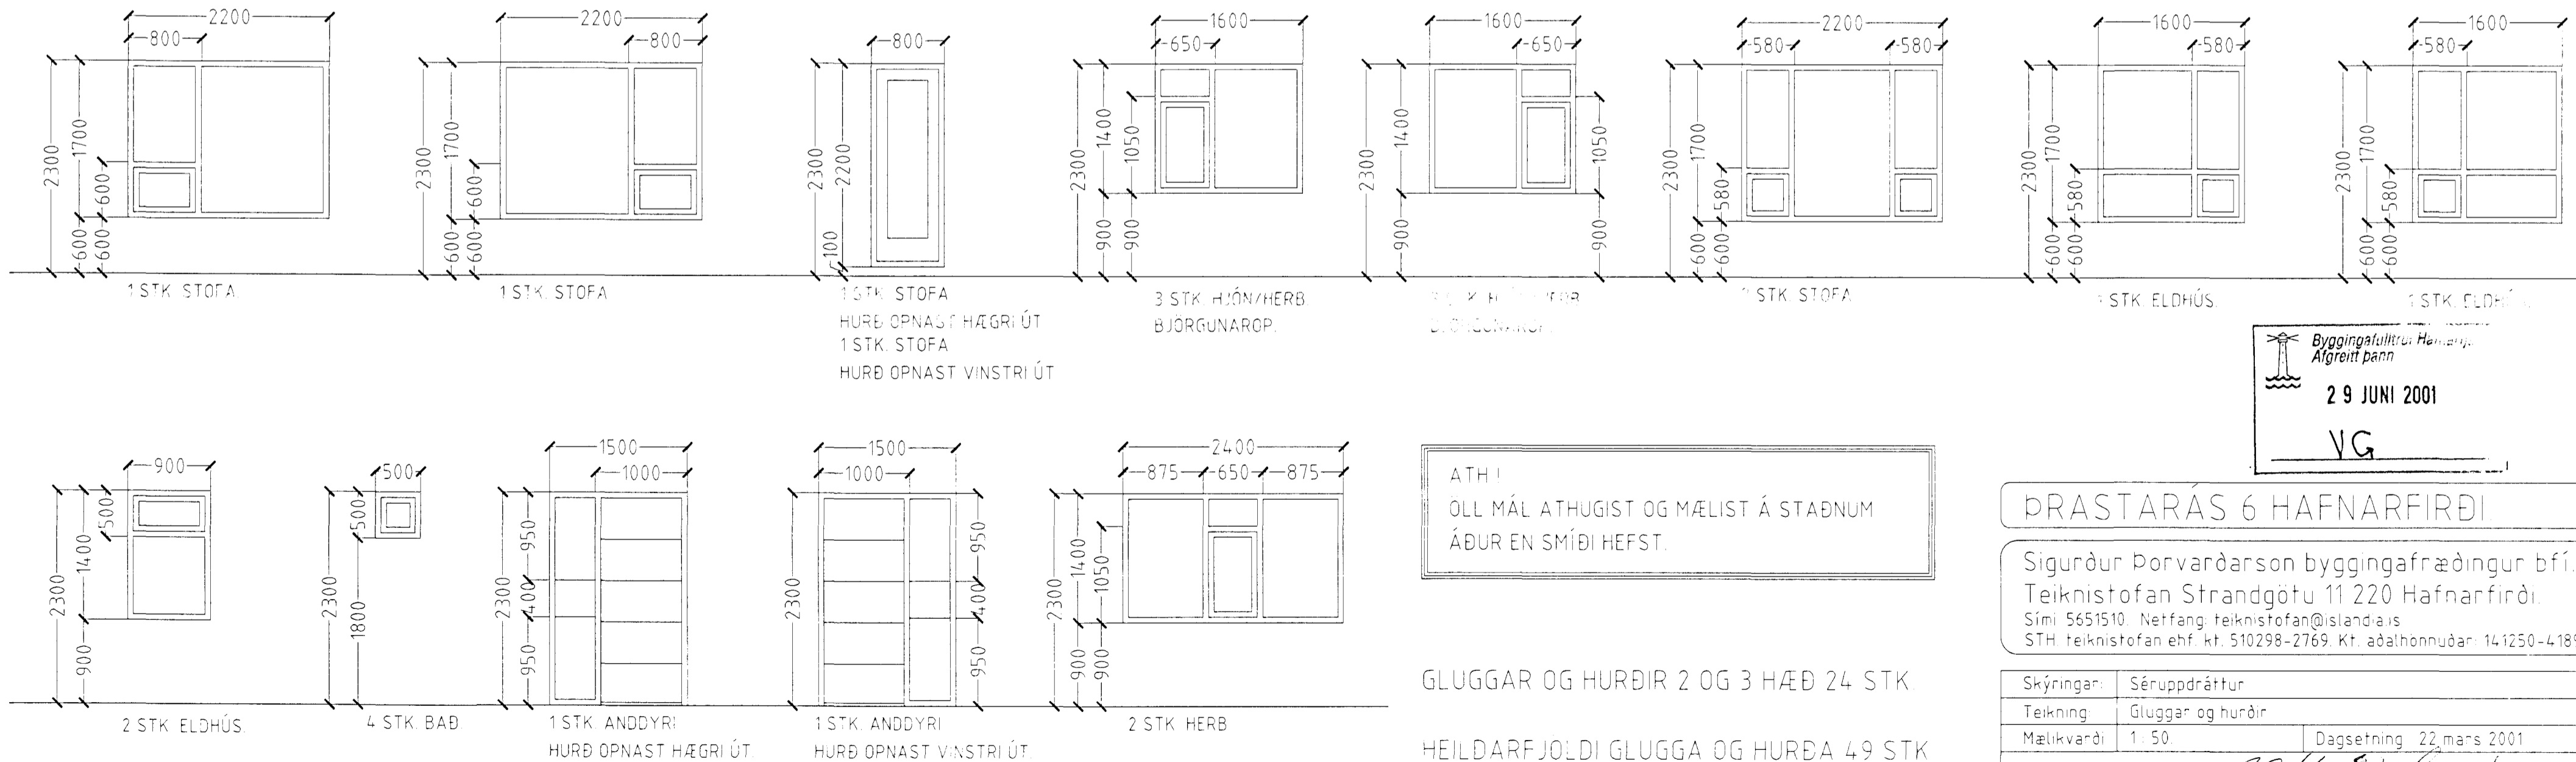 2200
800
2300
1700
600
600
600
1 STK. STOFA.
2200
800
2300
1700
600
600
600
1 STK. STOFA
800
2300
2200
100
1 STK. STOFA
HURÐ OPNAST HÆGRI ÚT
1 STK. STOFA
HURÐ OPNAST VINSTRI ÚT
1600
650
2300
1400
1050
900
900
3 STK. HJÓN/HERB
BJÖRGUNAROP.
1600
650
2300
1400
1050
900
900
2200
580
580
2300
1700
580
600
600
STK. STOFA
1600
580
2300
1700
580
600
600
STK. ELDHÚS.
1600
580
2300
1700
580
600
600
STK.
Byggingafulltrúi
Afgreitt þann
29 JUNI 2001
VG
900
2300
1400
500
900
2 STK ELDHÚS.
500
2300
500
1800
4 STK. BAÐ.
1500
1000
2300
950
400
950
1 STK. ANDDYRI
HURÐ OPNAST HÆGRI ÚT.
1500
1000
2300
950
400
950
1 STK. ANDDYRI
HURÐ OPNAST VINSTRI ÚT.
2400
875
650
875
2300
1400
1050
900
900
2 STK HERB
ATH!
ÖLL MÁL ATHUGIST OG MÆLIST Á STAÐNUM
ÁÐUR EN SMÍÐI HEFST.
GLUGGAR OG HURÐIR 2 OG 3 HÆÐ 24 STK.
HEILDARFJÖLDI GLUGGA OG HURÐA 49 STK
ÞRASTARÁS 6 HAFNARFIRÐI
Sigurður Þorvarðarson byggingafræðingur bfí.
Teiknistofan Strandgötu 11 220 Hafnarfirði.
Sími 5651510. Netfang: teiknistofan@islandia.is
STH teiknistofan ehf. kt. 510298-2769. Kt. aðalhönnuðar: 141250-4189
Skýringar: Séruppdráttur
Teikning: Gluggar og hurðir
Mælikvarði 1:50. Dagsetning 22 mars 2001